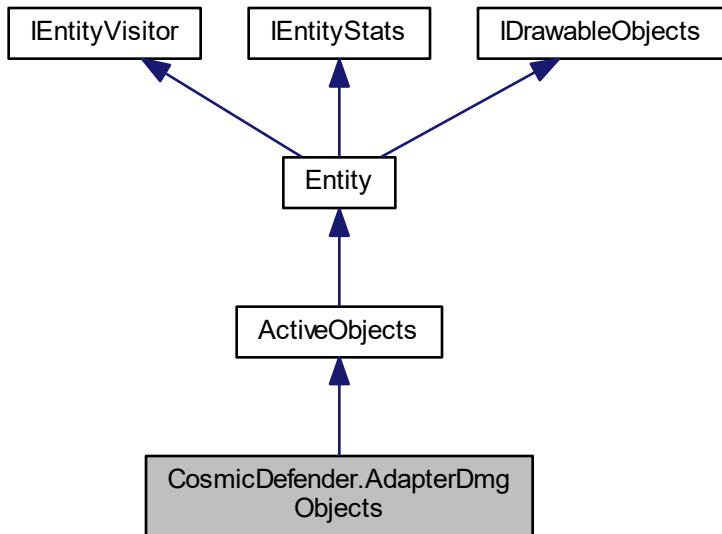 IEntityVisitor
IEntityStats
IDrawableObjects
Entity
ActiveObjects
CosmicDefender.AdapterDmg
Objects